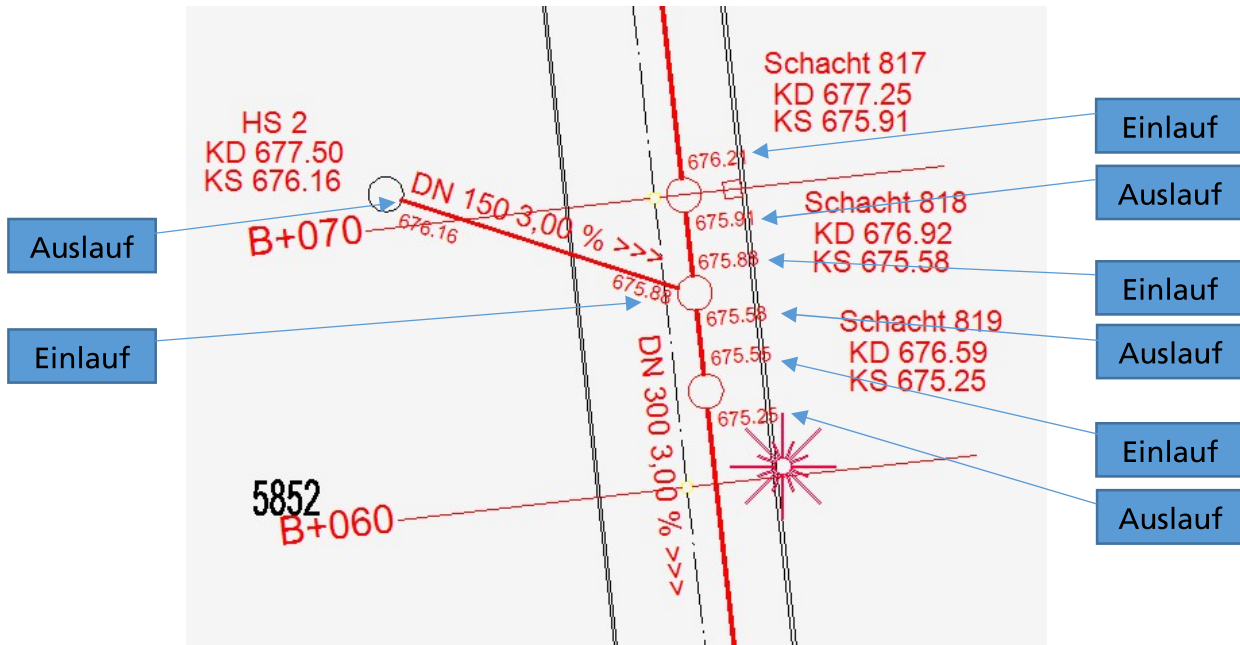 Schacht 817
KD 677.25
KS 675.91
HS 2
KD 677.50
KS 676.16
Einlauf
676.21
DN 150 3,00 % >>>
Auslauf
Schacht 818
KD 676.92
KS 675.58
675.91
676.16
B+070
Auslauf
675.88
675.88
Einlauf
675.58
Schacht 819
KD 676.59
KS 675.25
Auslauf
Einlauf
675.55
DN 300 3,00 % >>>
675.25
Einlauf
5852
B+060
Auslauf